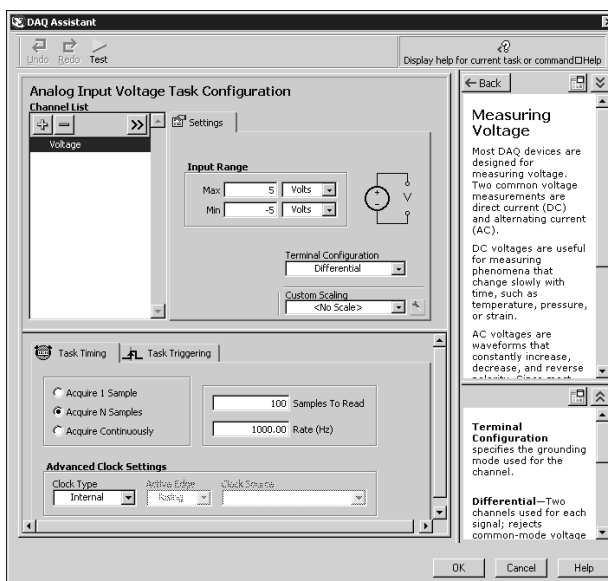 DAQ Assistant
Undo Redo Test
Display help for current task or command Help
Analog Input Voltage Task Configuration
Channel List
Voltage
Settings
Input Range
Max 5 Volts
Min -5 Volts
V
Terminal Configuration
Differential
Custom Scaling
<No Scale>
Task Timing
Task Triggering
Acquire 1 Sample
Acquire N Samples
Acquire Continuously
100 Samples To Read
1000.00 Rate (Hz)
Advanced Clock Settings
Clock Type Active Edge Clock Source
Internal Rising
Back
Measuring
Voltage
Most DAQ devices are
designed for
measuring voltage.
Two common voltage
measurements are
direct current (DC)
and alternating current
(AC).
DC voltages are useful
for measuring
phenomena that
change slowly with
time, such as
temperature, pressure,
or strain.
AC voltages are
waveforms that
constantly increase,
decrease, and reverse
Terminal
Configuration
specifies the grounding
mode used for the
channel.
Differential—Two
channels used for each
signal; rejects
common-mode voltage
OK Cancel Help